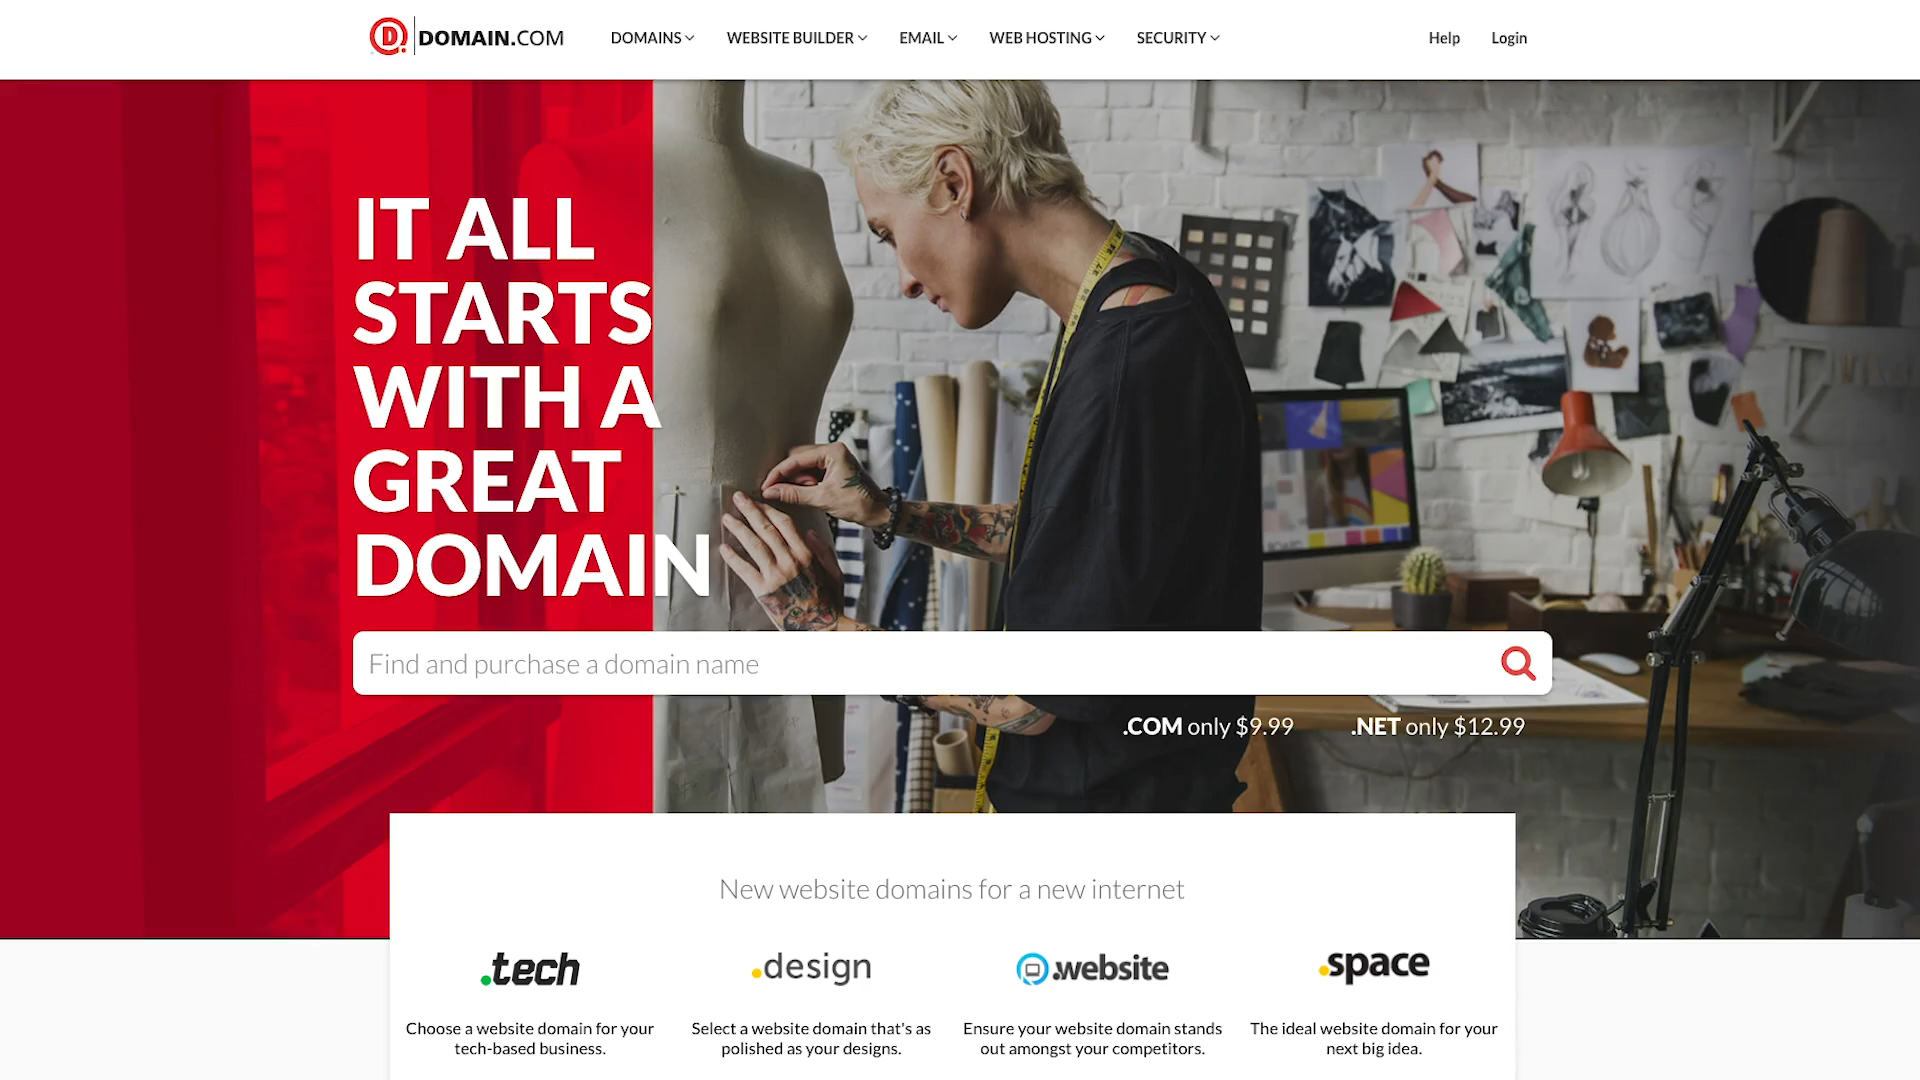 DOMAIN.COM
DOMAINS WEBSITE BUILDER EMAIL WEB HOSTING SECURITY Help Login
IT ALL
STARTS
WITH A
GREAT
DOMAIN
Find and purchase a domain name
.COM only $9.99 .NET only $12.99
New website domains for a new internet
.tech .design .website .space
Choose a website domain for your Select a website domain that's as Ensure your website domain stands The ideal website domain for your
tech-based business. polished as your designs. out amongst your competitors. next big idea.